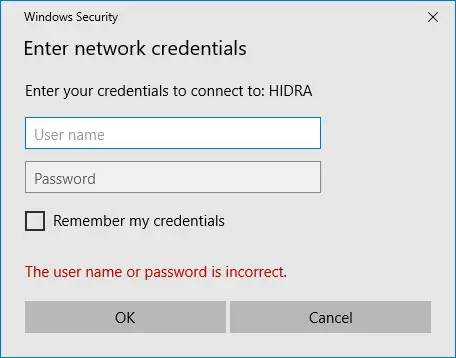 Windows Security
Enter network credentials
Enter your credentials to connect to: HIDRA
User name
Password
Remember my credentials
The user name or password is incorrect.
OK
Cancel